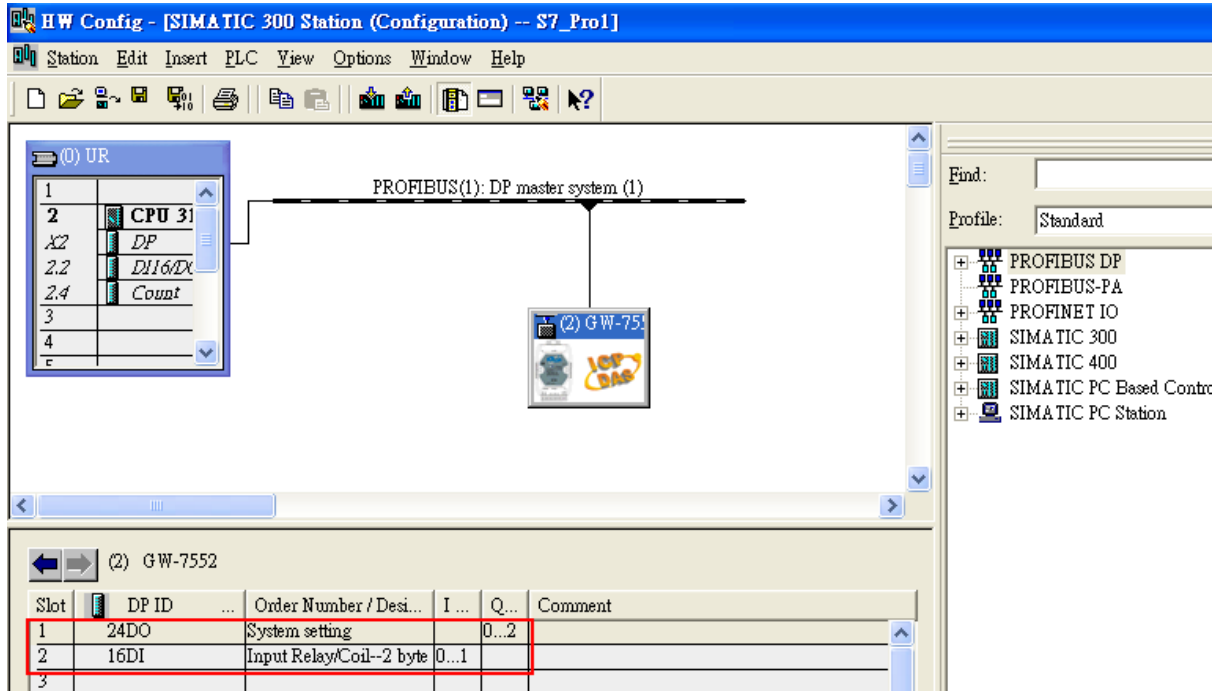 HW Config - [SIMATIC 300 Station (Configuration) -- S7_Pro1]
Station Edit Insert PLC View Options Window Help
(0) UR
1
2 CPU 31
X2 DP
2.2 DI16/DO
2.4 Count
3
4
5
PROFIBUS(1): DP master system (1)
(2) GW-755
ICP
DAS
Find:
Profile: Standard
PROFIBUS DP
PROFIBUS-PA
PROFINET IO
SIMATIC 300
SIMATIC 400
SIMATIC PC Based Contro
SIMATIC PC Station
(2) GW-7552
Slot DP ID ... Order Number / Desi... I ... Q... Comment
1 24DO System setting 0...2
2 16DI Input Relay/Coil--2 byte 0...1
3